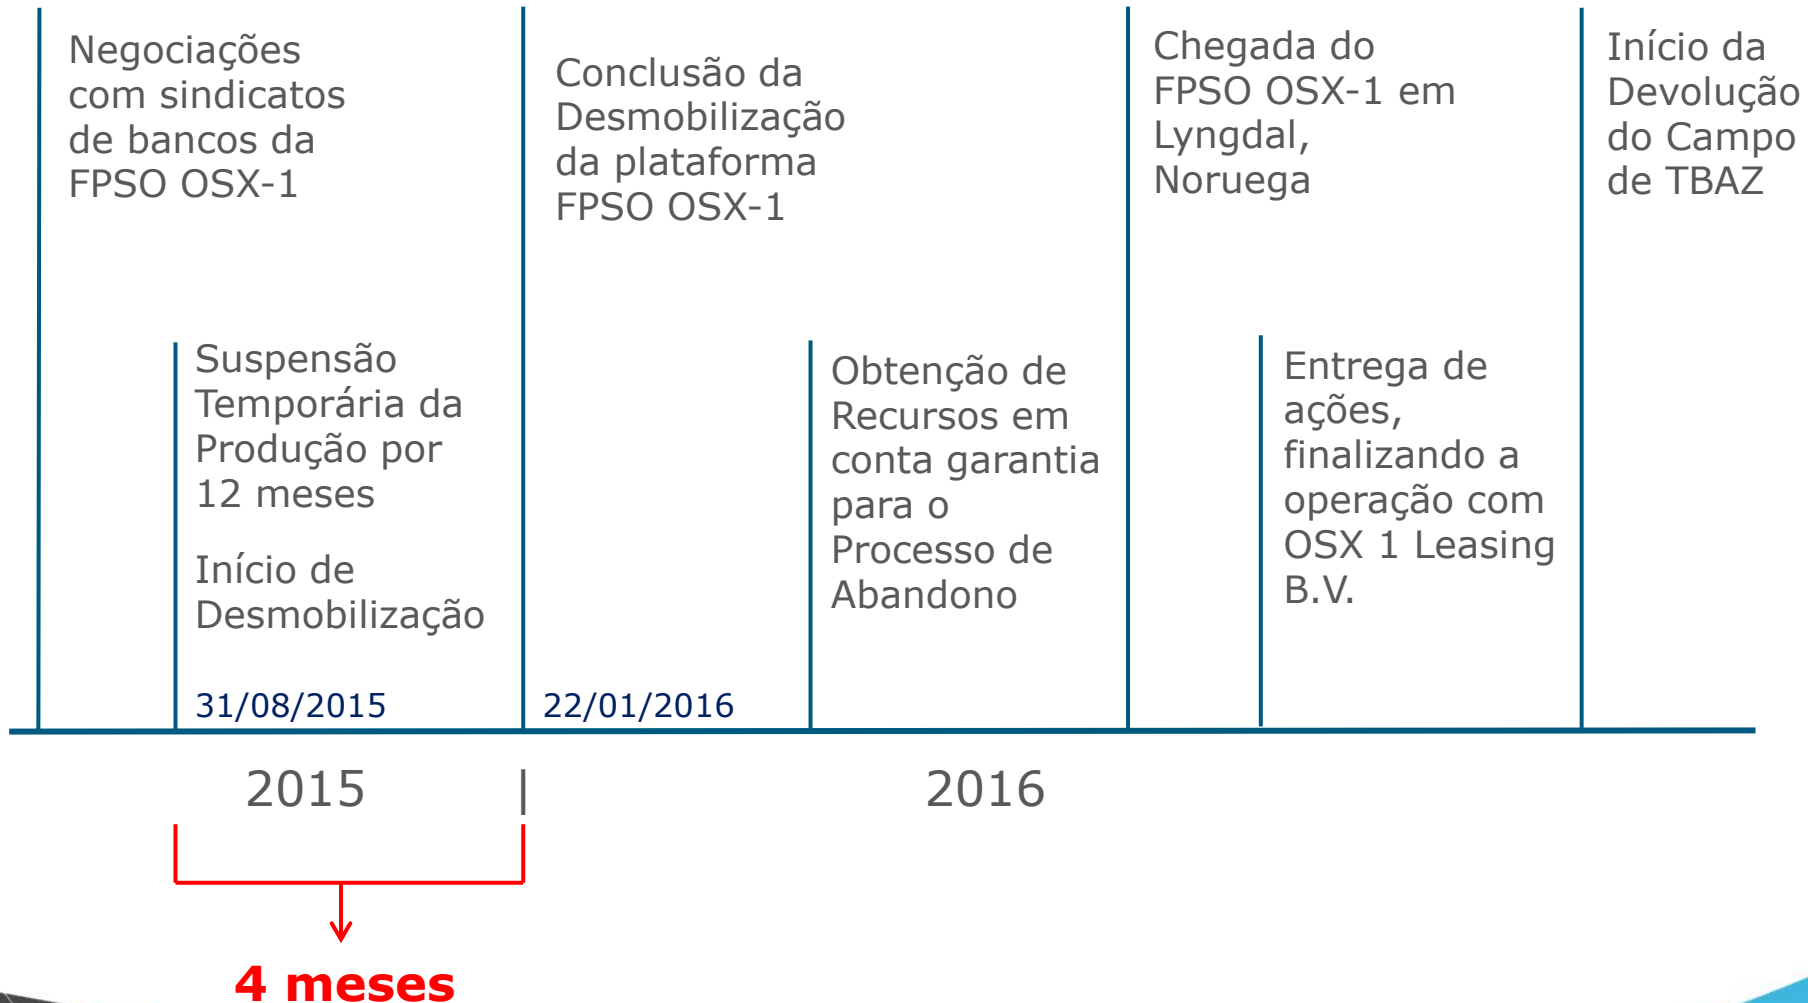 Negociações
com sindicatos
de bancos da
FPSO OSX-1
Suspensão
Temporária da
Produção por
12 meses
Início de
Desmobilização
31/08/2015
Conclusão da
Desmobilização
da plataforma
FPSO OSX-1
22/01/2016
Obtenção de
Recursos em
conta garantia
para o
Processo de
Abandono
Chegada do
FPSO OSX-1 em
Lyngdal,
Noruega
Entrega de
ações,
finalizando a
operação com
OSX 1 Leasing
B.V.
Início da
Devolução
do Campo
de TBAZ
2015 | 2016
4 meses